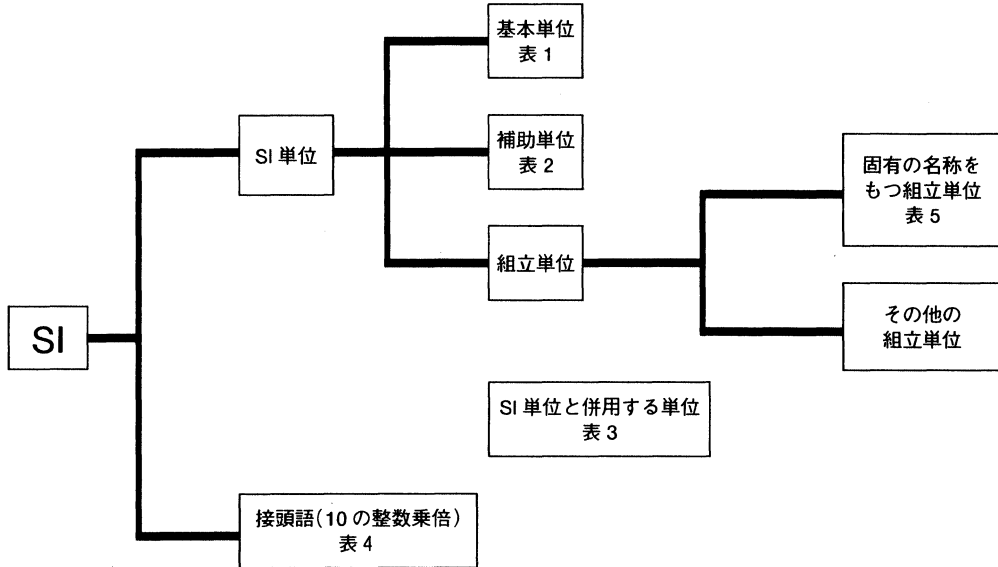 基本単位
表 1
SI 単位
補助単位
表 2
固有の名称を
もつ組立単位
表 5
組立単位
SI
その他の
組立単位
SI 単位と併用する単位
表 3
接頭語(10 の整数乗倍)
表 4